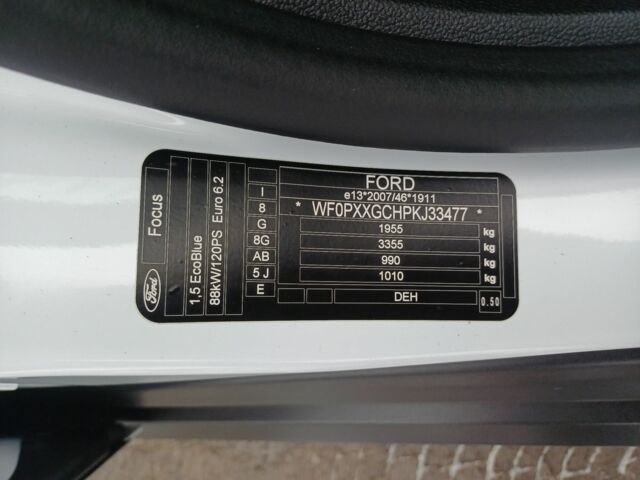 Ford
Focus
1,5 EcoBlue
88kW/120PS Euro 6.2
I
8
G
8G
AB
5 J
E
FORD
e13*2007/46*1911
* WF0PXXGCHPKJ33477 *
1955 kg
3355 kg
990 kg
1010 kg
DEH
0.50